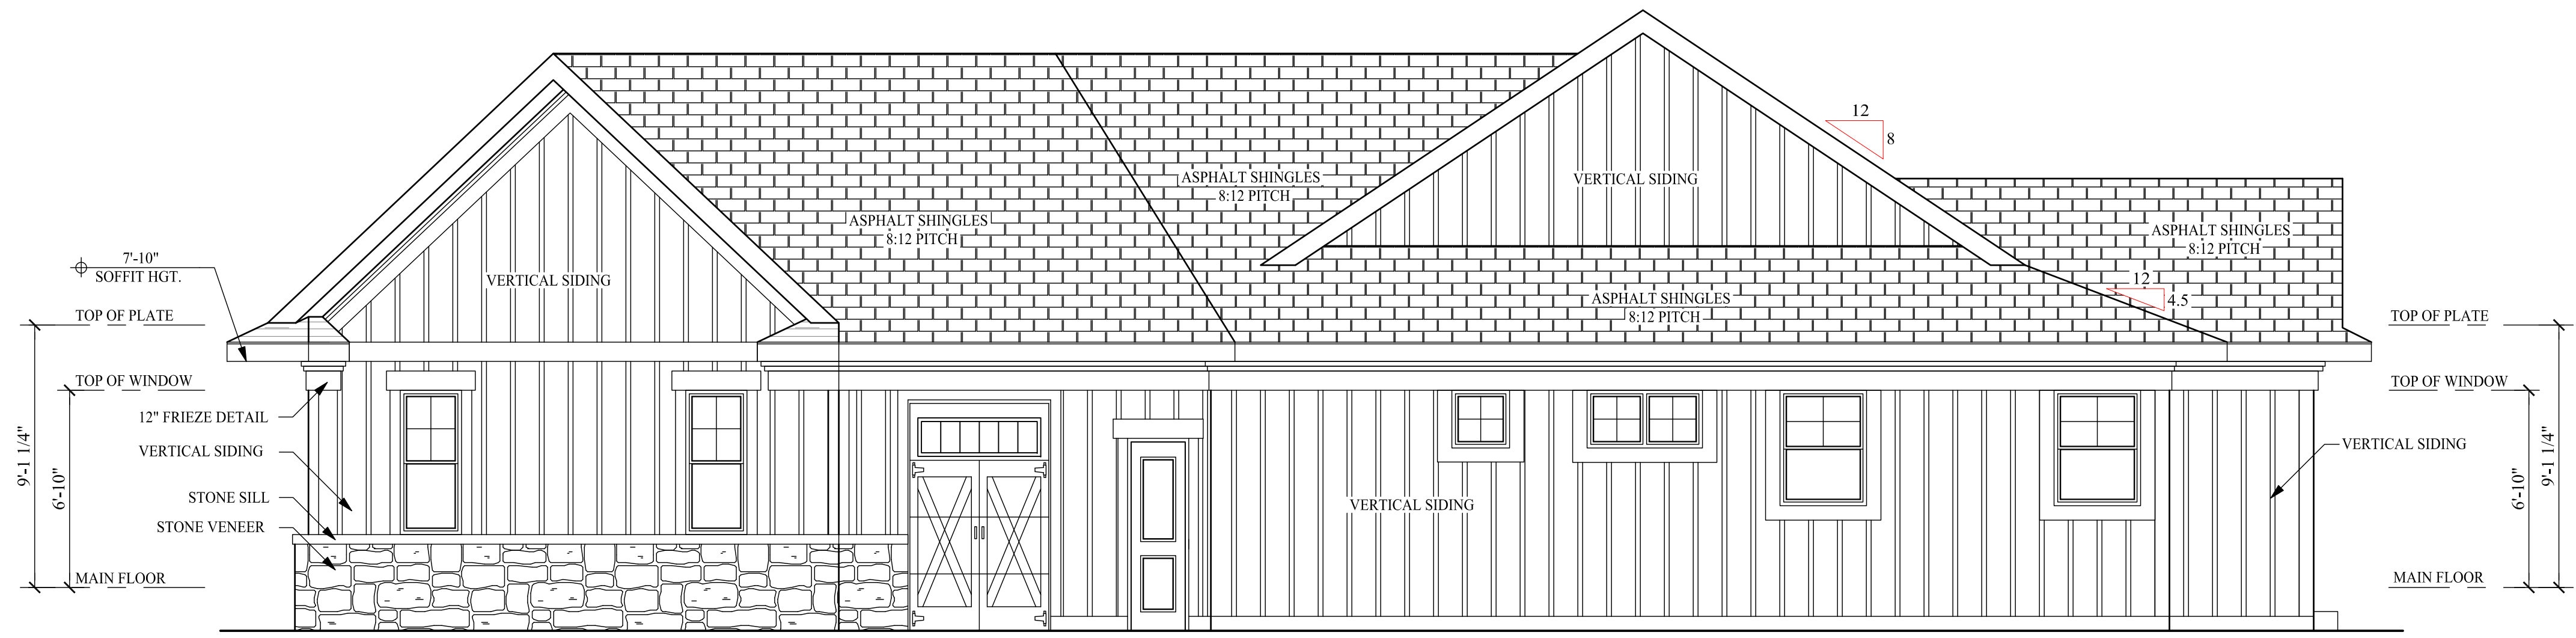 12
8
ASPHALT SHINGLES
8:12 PITCH
VERTICAL SIDING
ASPHALT SHINGLES
8:12 PITCH
ASPHALT SHINGLES
8:12 PITCH
7'-10"
SOFFIT HGT.
VERTICAL SIDING
12
4.5
ASPHALT SHINGLES
8:12 PITCH
TOP OF PLATE
TOP OF PLATE
TOP OF WINDOW
TOP OF WINDOW
12" FRIEZE DETAIL
VERTICAL SIDING
VERTICAL SIDING
9'-1 1/4"
6'-10"
STONE SILL
VERTICAL SIDING
6'-10"
9'-1 1/4"
STONE VENEER
MAIN FLOOR
MAIN FLOOR